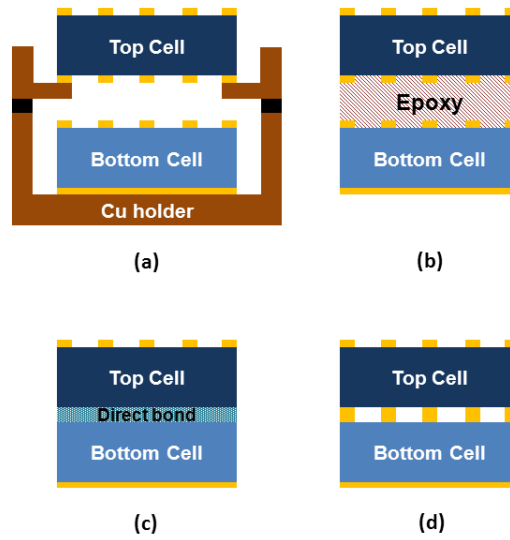 Top Cell
Bottom Cell
Cu holder
(a)
Top Cell
Epoxy
Bottom Cell
(b)
Top Cell
Direct bond
Bottom Cell
(c)
Top Cell
Bottom Cell
(d)